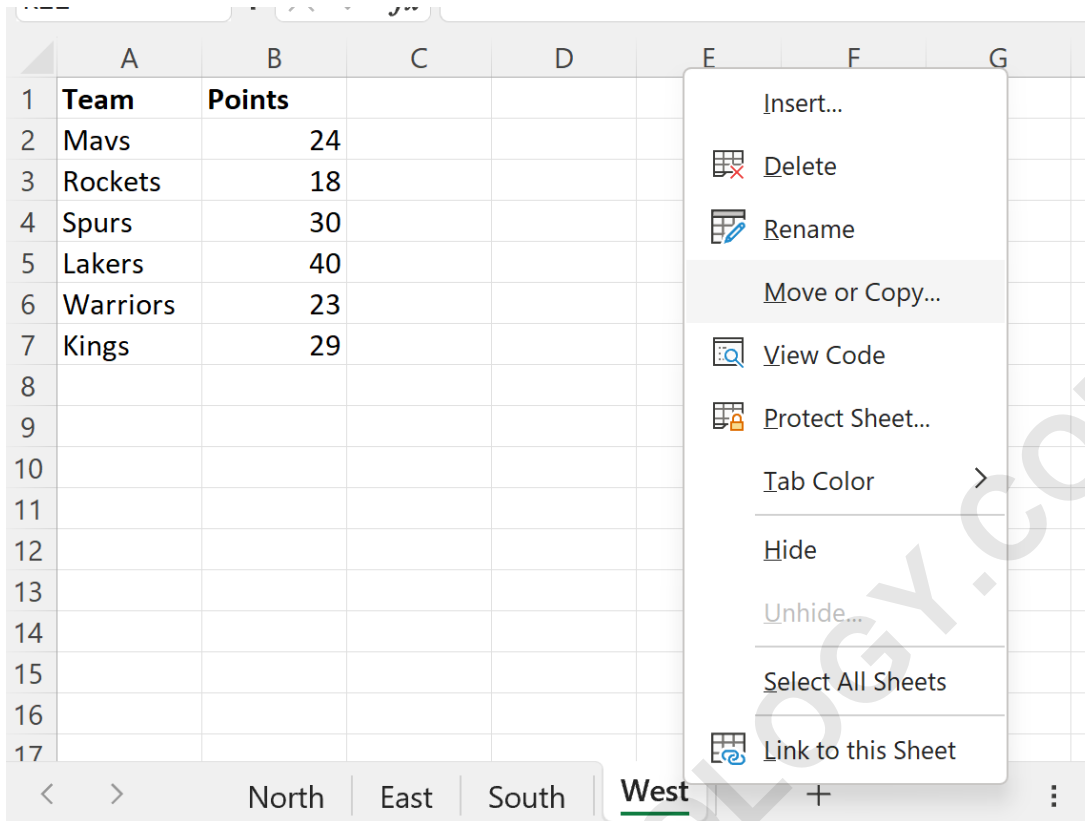 A B C D E F G
1 Team Points
2 Mavs 24
3 Rockets 18
4 Spurs 30
5 Lakers 40
6 Warriors 23
7 Kings 29
8
9
10
11
12
13
14
15
16
17
Insert...
Delete
Rename
Move or Copy...
View Code
Protect Sheet...
Tab Color
Hide
Unhide...
Select All Sheets
Link to this Sheet
North East South West